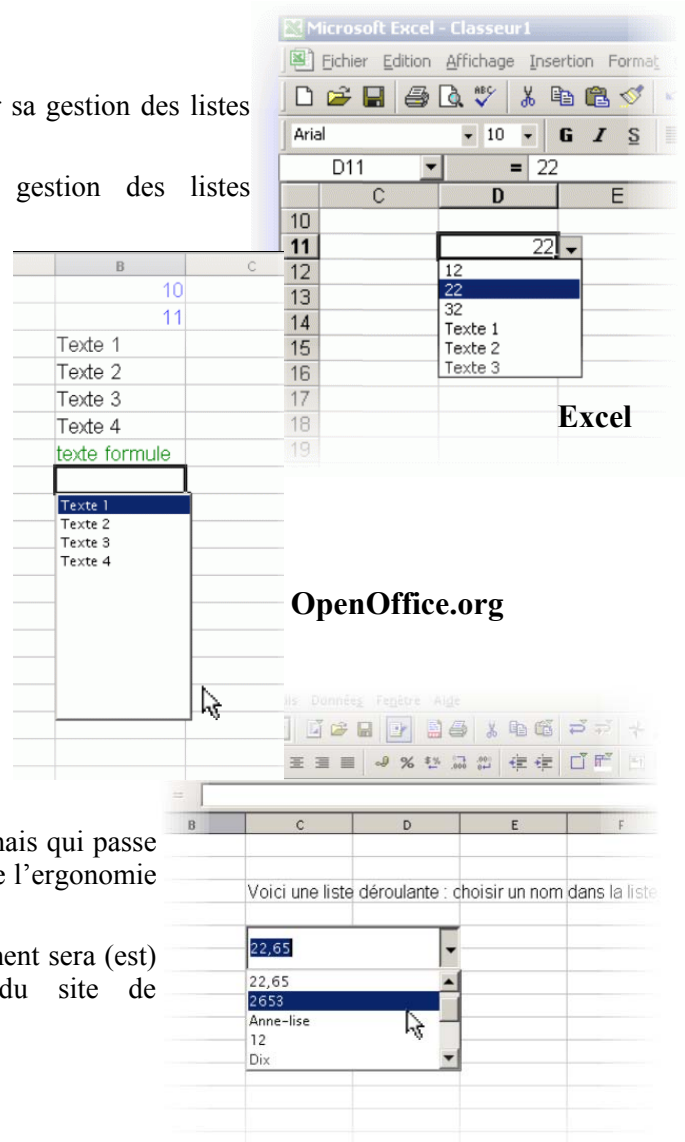 Microsoft Excel - Classeur1
Fichier Edition Affichage Insertion Format
sa gestion des listes
Arial 10 G I S
gestion des listes
D11 = 22
C D E
10
11 22
12
13
14
15
16
17
18
19
12
22
32
Texte 1
Texte 2
Texte 3
Excel
B C
10
11
Texte 1
Texte 2
Texte 3
Texte 4
texte formule
Texte 1
Texte 2
Texte 3
Texte 4
OpenOffice.org
Données Fenêtre Aide
=
B C D E F
mais qui passe
e l’ergonomie
Voici une liste déroulante : choisir un nom dans la liste
ment sera (est)
du site de
22,65
22,65
2653
Anne-lise
12
Dix